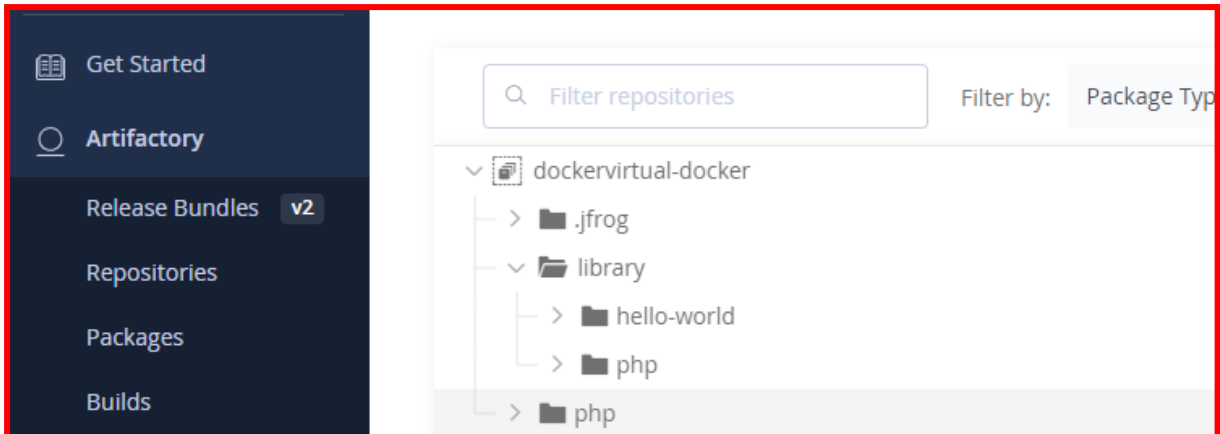 Get Started
Artifactory
Release Bundles v2
Repositories
Packages
Builds
Filter repositories
Filter by: Package Typ
dockervirtual-docker
.jfrog
library
hello-world
php
php